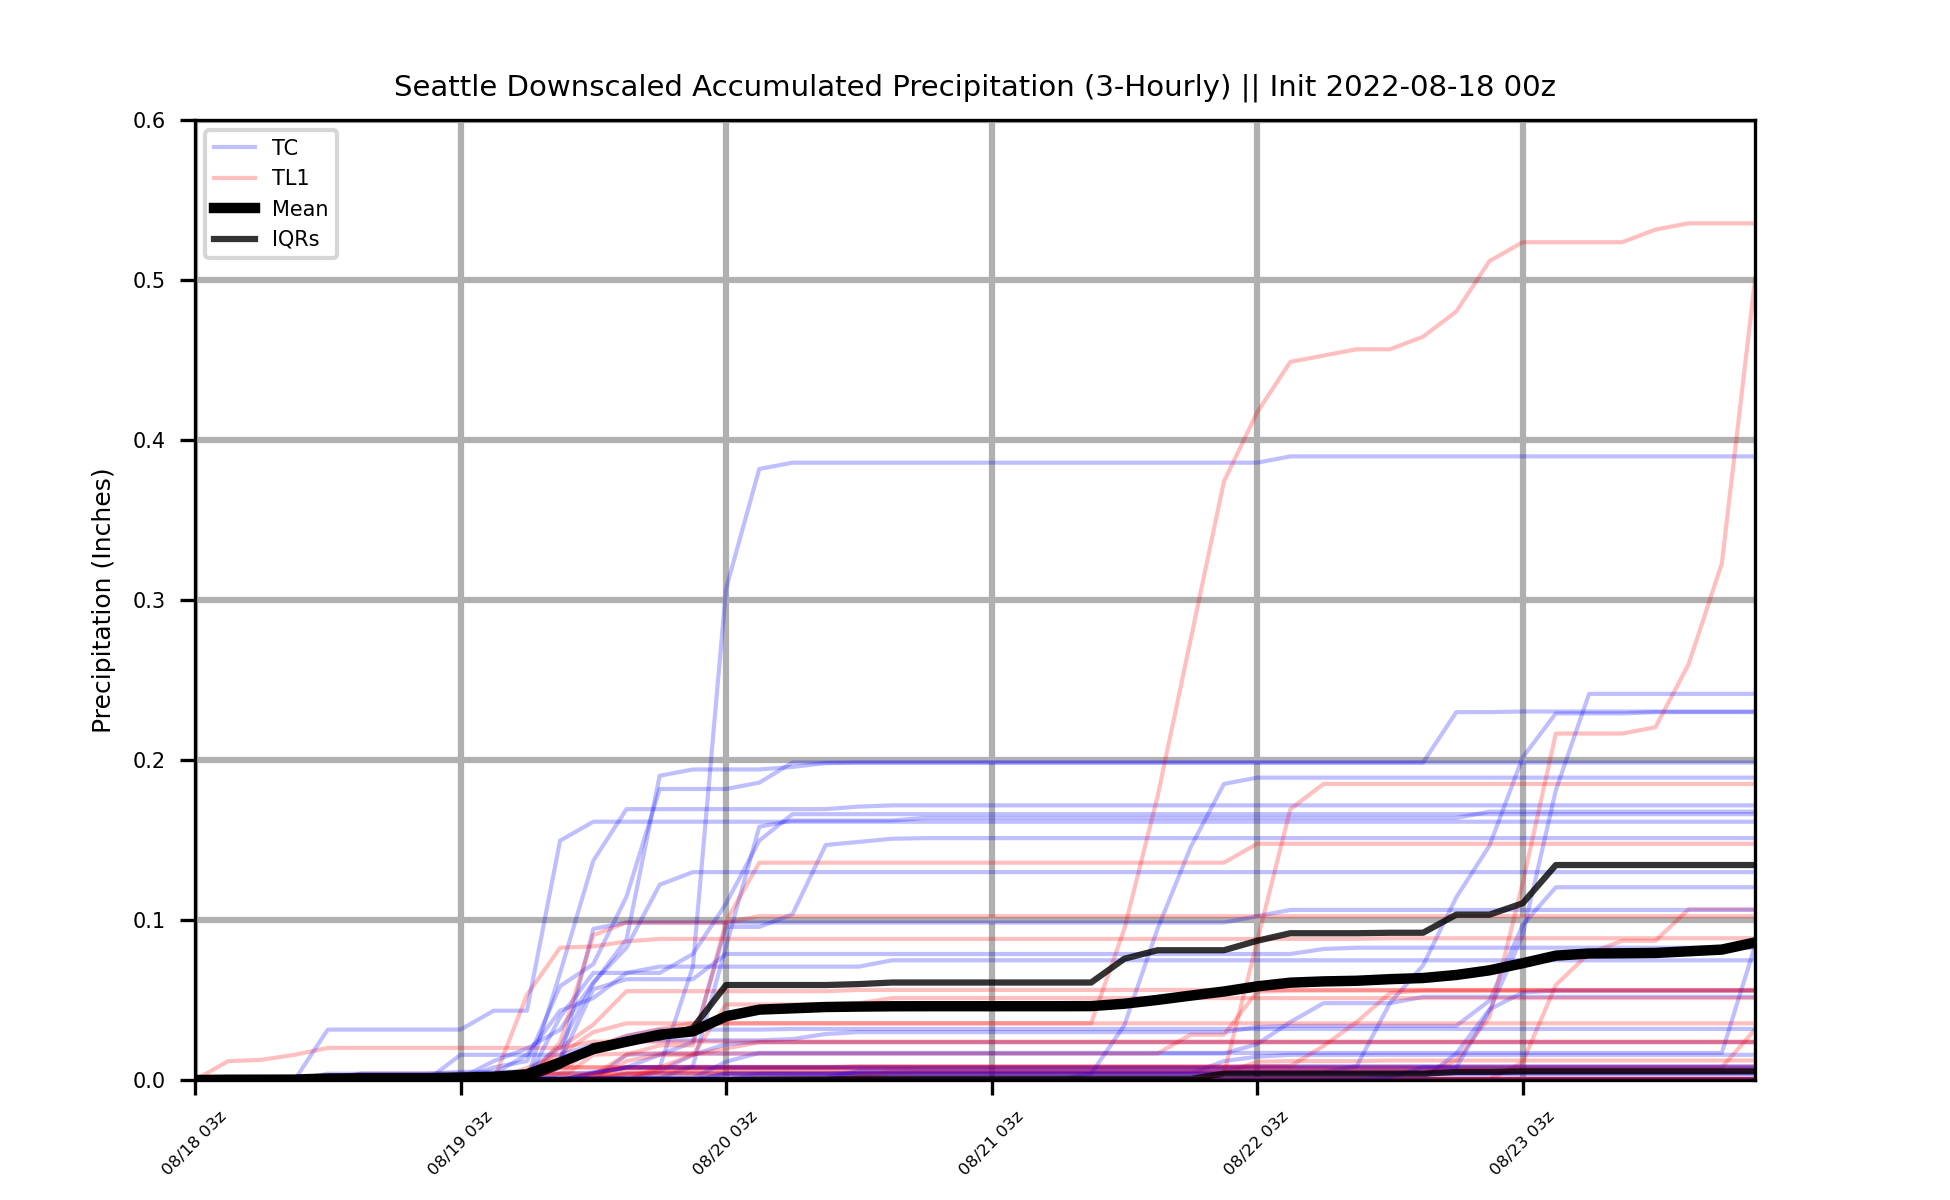 Seattle Downscaled Accumulated Precipitation (3-Hourly) || Init 2022-08-18 00z
TC
TL1
Mean
IQRs
Precipitation (Inches)
0.6
0.5
0.4
0.3
0.2
0.1
0.0
08/18 03z
08/19 03z
08/20 03z
08/21 03z
08/22 03z
08/23 03z